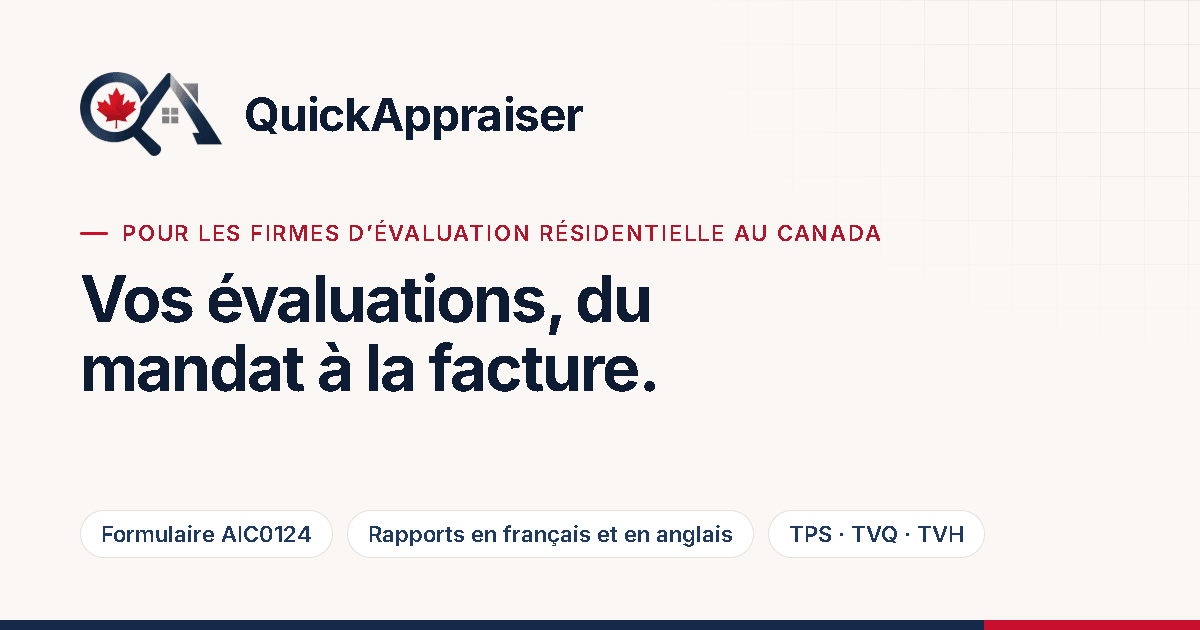 QuickAppraiser
POUR LES FIRMES D’ÉVALUATION RÉSIDENTIELLE AU CANADA
Vos évaluations, du
mandat à la facture.
Formulaire AIC0124
Rapports en français et en anglais
TPS · TVQ · TVH